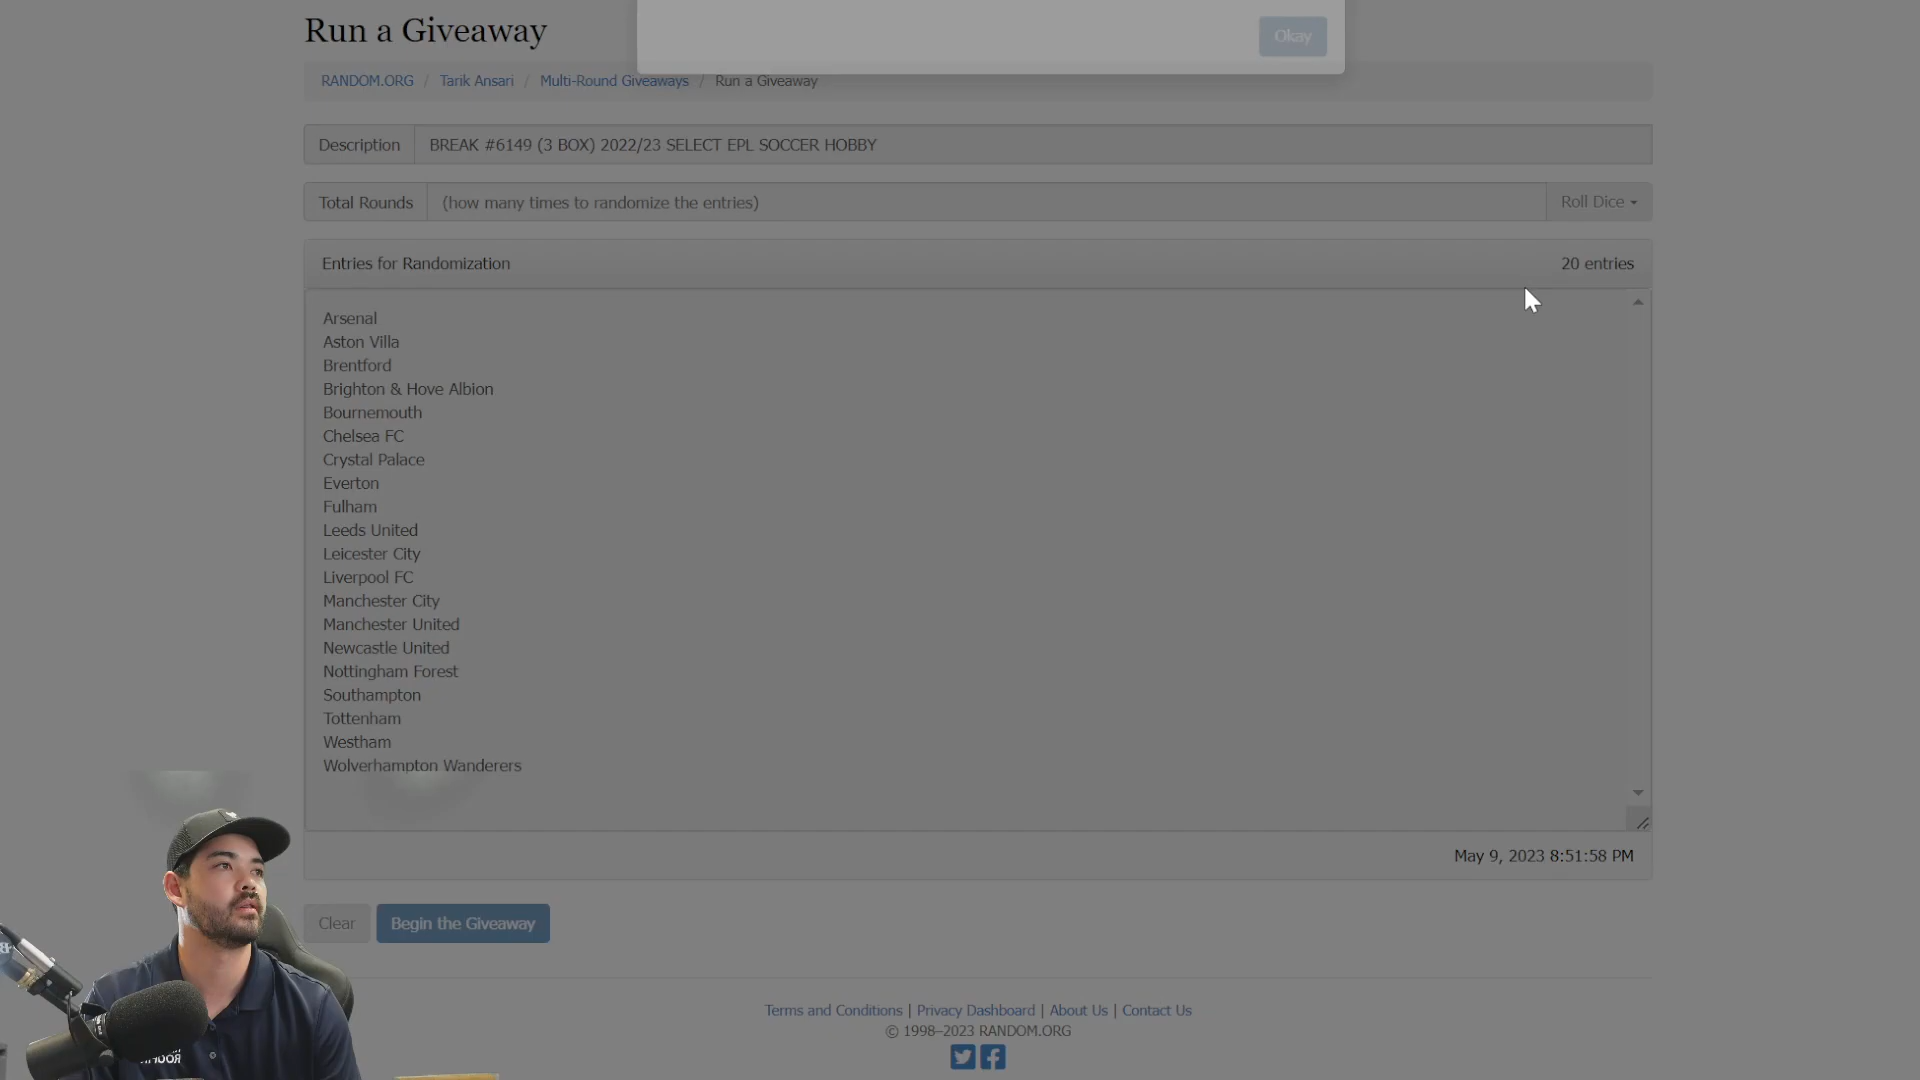 Run a Giveaway
Okay
RANDOM.ORG / Tarik Ansari / Multi-Round Giveaways / Run a Giveaway
Description BREAK #6149 (3 BOX) 2022/23 SELECT EPL SOCCER HOBBY
Total Rounds (how many times to randomize the entries) Roll Dice
Entries for Randomization 20 entries
Arsenal
Aston Villa
Brentford
Brighton & Hove Albion
Bournemouth
Chelsea FC
Crystal Palace
Everton
Fulham
Leeds United
Leicester City
Liverpool FC
Manchester City
Manchester United
Newcastle United
Nottingham Forest
Southampton
Tottenham
Westham
Wolverhampton Wanderers
May 9, 2023 8:51:58 PM
Clear Begin the Giveaway
Terms and Conditions | Privacy Dashboard | About Us | Contact Us
© 1998–2023 RANDOM.ORG